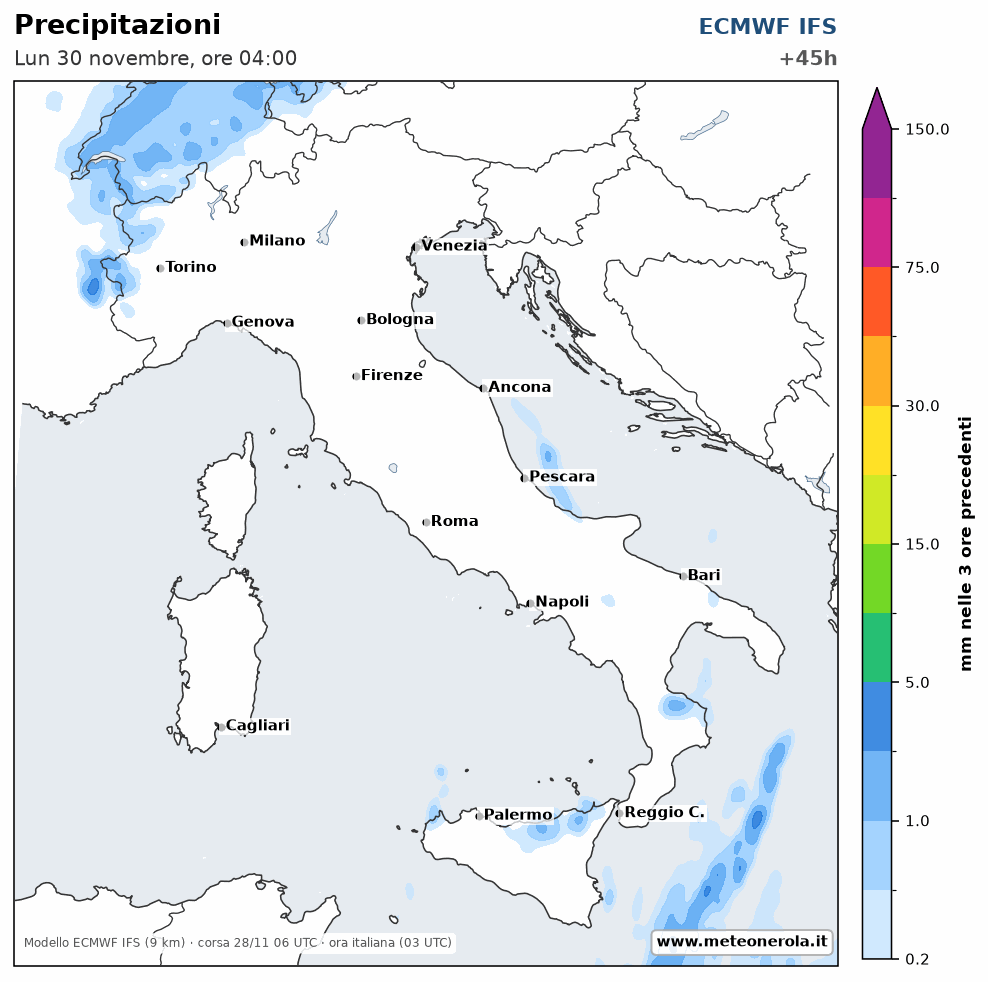 Precipitazioni
ECMWF IFS
Lun 30 novembre, ore 04:00
+45h
150.0
75.0
30.0
15.0
5.0
1.0
0.2
mm nelle 3 ore precedenti
Milano
Venezia
Torino
Genova
Bologna
Firenze
Ancona
Pescara
Roma
Bari
Napoli
Cagliari
Palermo
Reggio C.
Modello ECMWF IFS (9 km) · corsa 28/11 06 UTC · ora italiana (03 UTC)
www.meteonerola.it